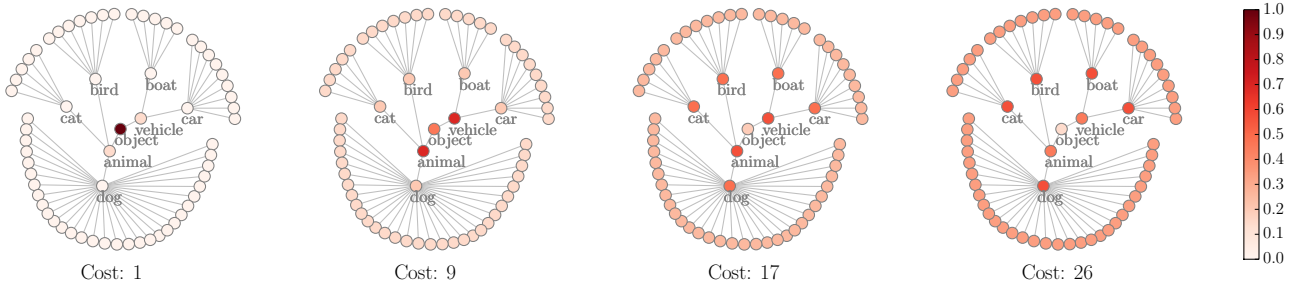 bird
boat
cat
car
vehicle
object
animal
dog
Cost: 1
bird
boat
cat
car
vehicle
object
animal
dog
Cost: 9
bird
boat
cat
car
vehicle
object
animal
dog
Cost: 17
bird
boat
cat
car
vehicle
object
animal
dog
Cost: 26
1.0
0.9
0.8
0.7
0.6
0.5
0.4
0.3
0.2
0.1
0.0